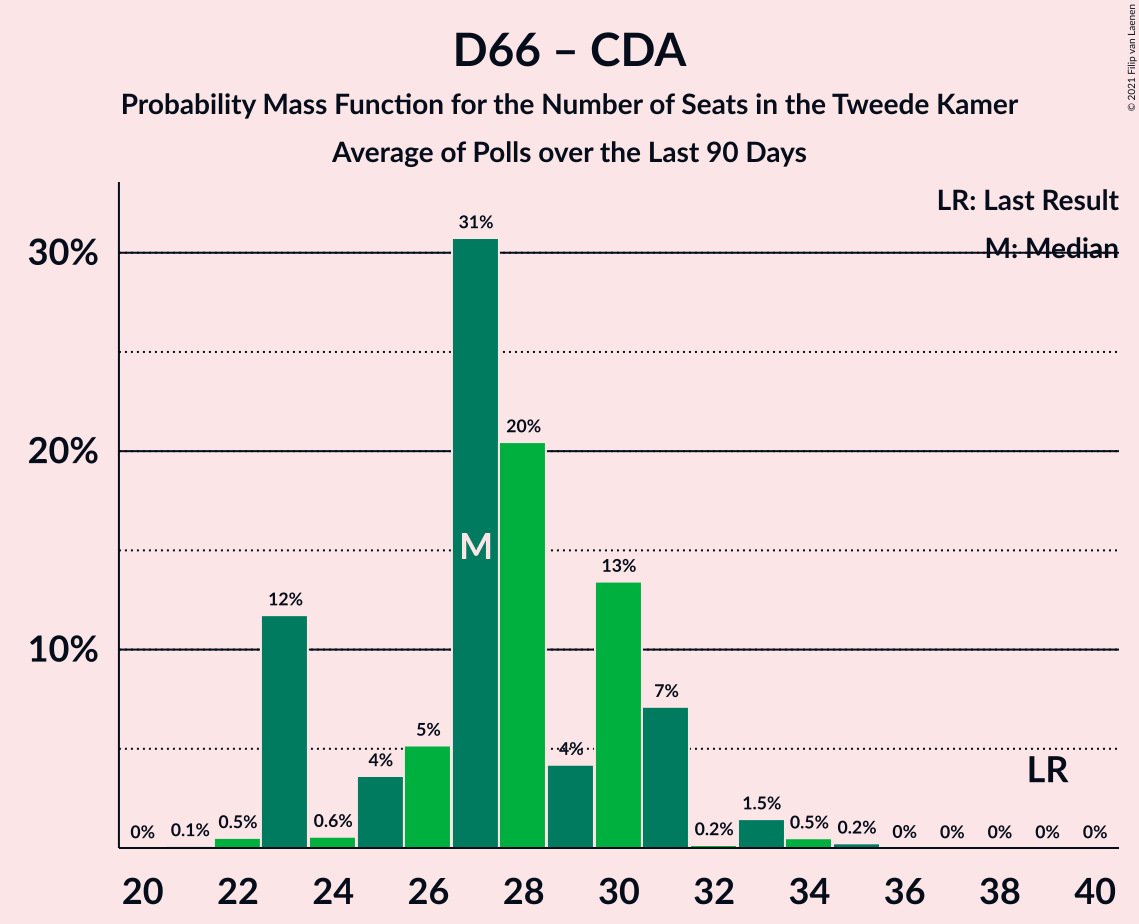 D66 – CDA
Probability Mass Function for the Number of Seats in the Tweede Kamer
Average of Polls over the Last 90 Days
© 2021 Filip van Laenen
LR: Last Result
M: Median
30%
20%
10%
0%
0.1%
0.5%
12%
0.6%
4%
5%
31%
20%
4%
13%
7%
0.2%
1.5%
0.5%
0.2%
0%
0%
0%
0%
0%
M
LR
20 22 24 26 28 30 32 34 36 38 40